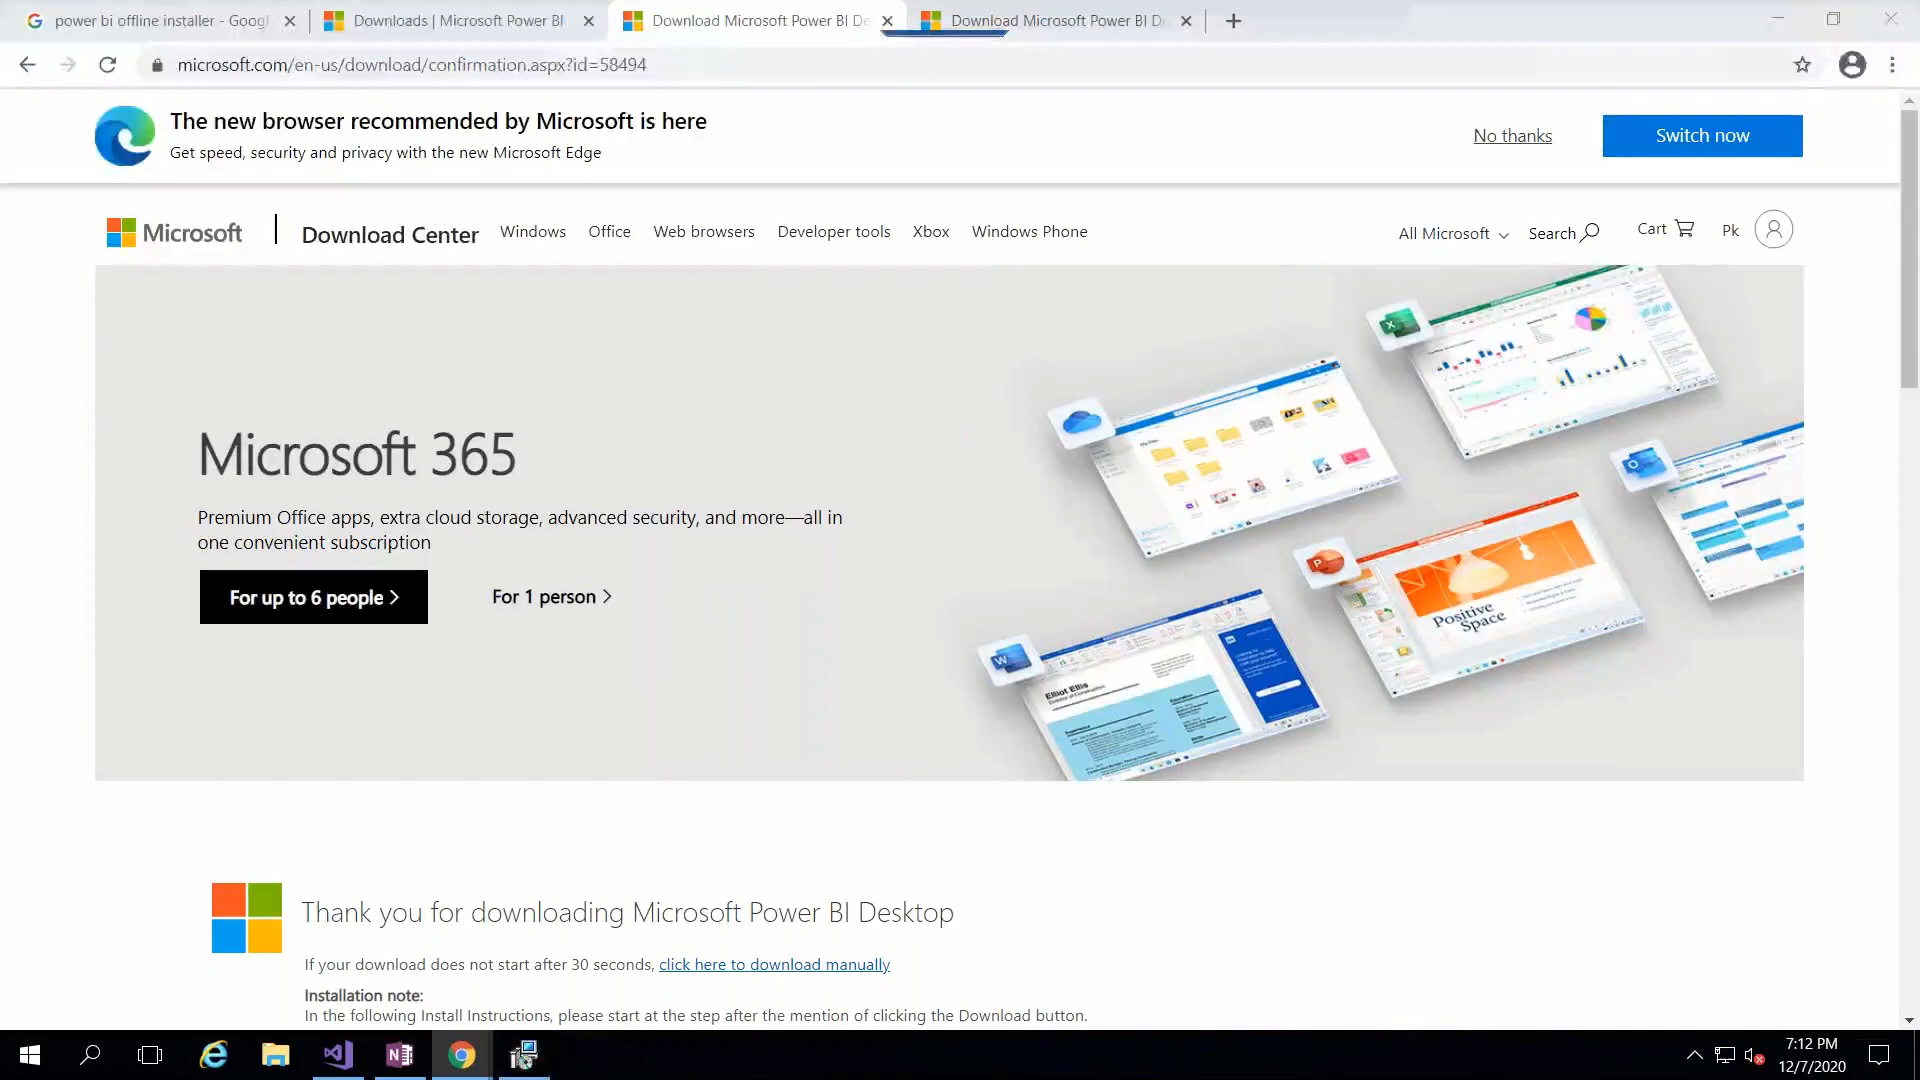 power bi offline installer - Googl
Downloads | Microsoft Power BI
Download Microsoft Power BI De
Download Microsoft Power BI De
microsoft.com/en-us/download/confirmation.aspx?id=58494
The new browser recommended by Microsoft is here
Get speed, security and privacy with the new Microsoft Edge
No thanks
Switch now
Microsoft
Download Center
Windows
Office
Web browsers
Developer tools
Xbox
Windows Phone
All Microsoft
Search
Cart
Pk
Microsoft 365
Premium Office apps, extra cloud storage, advanced security, and more—all in
one convenient subscription
For up to 6 people
For 1 person
Positive
Space
Elliot Ellis
Thank you for downloading Microsoft Power BI Desktop
If your download does not start after 30 seconds, click here to download manually
Installation note:
In the following Install Instructions, please start at the step after the mention of clicking the Download button.
7:12 PM
12/7/2020